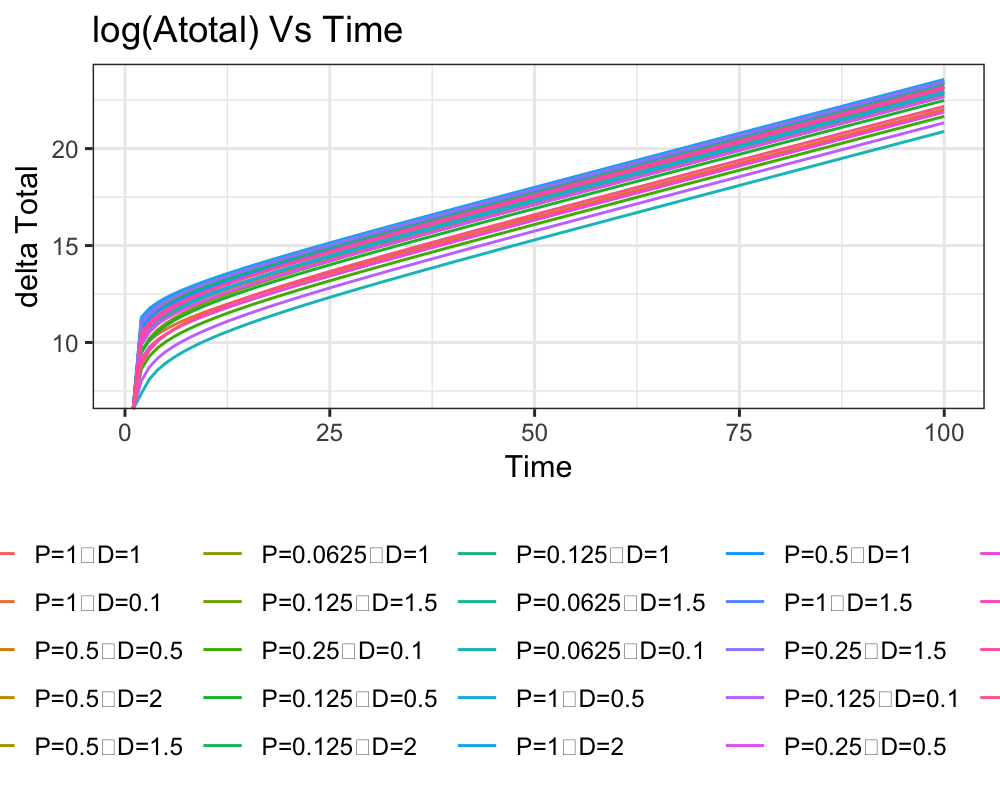 log(Atotal) Vs Time
delta Total
20
15
10
0 25 50 75 100
Time
P=1□D=1 P=0.0625□D=1 P=0.125□D=1 P=0.5□D=1
P=1□D=0.1 P=0.125□D=1.5 P=0.0625□D=1.5 P=1□D=1.5
P=0.5□D=0.5 P=0.25□D=0.1 P=0.0625□D=0.1 P=0.25□D=1.5
P=0.5□D=2 P=0.125□D=0.5 P=1□D=0.5 P=0.125□D=0.1
P=0.5□D=1.5 P=0.125□D=2 P=1□D=2 P=0.25□D=0.5